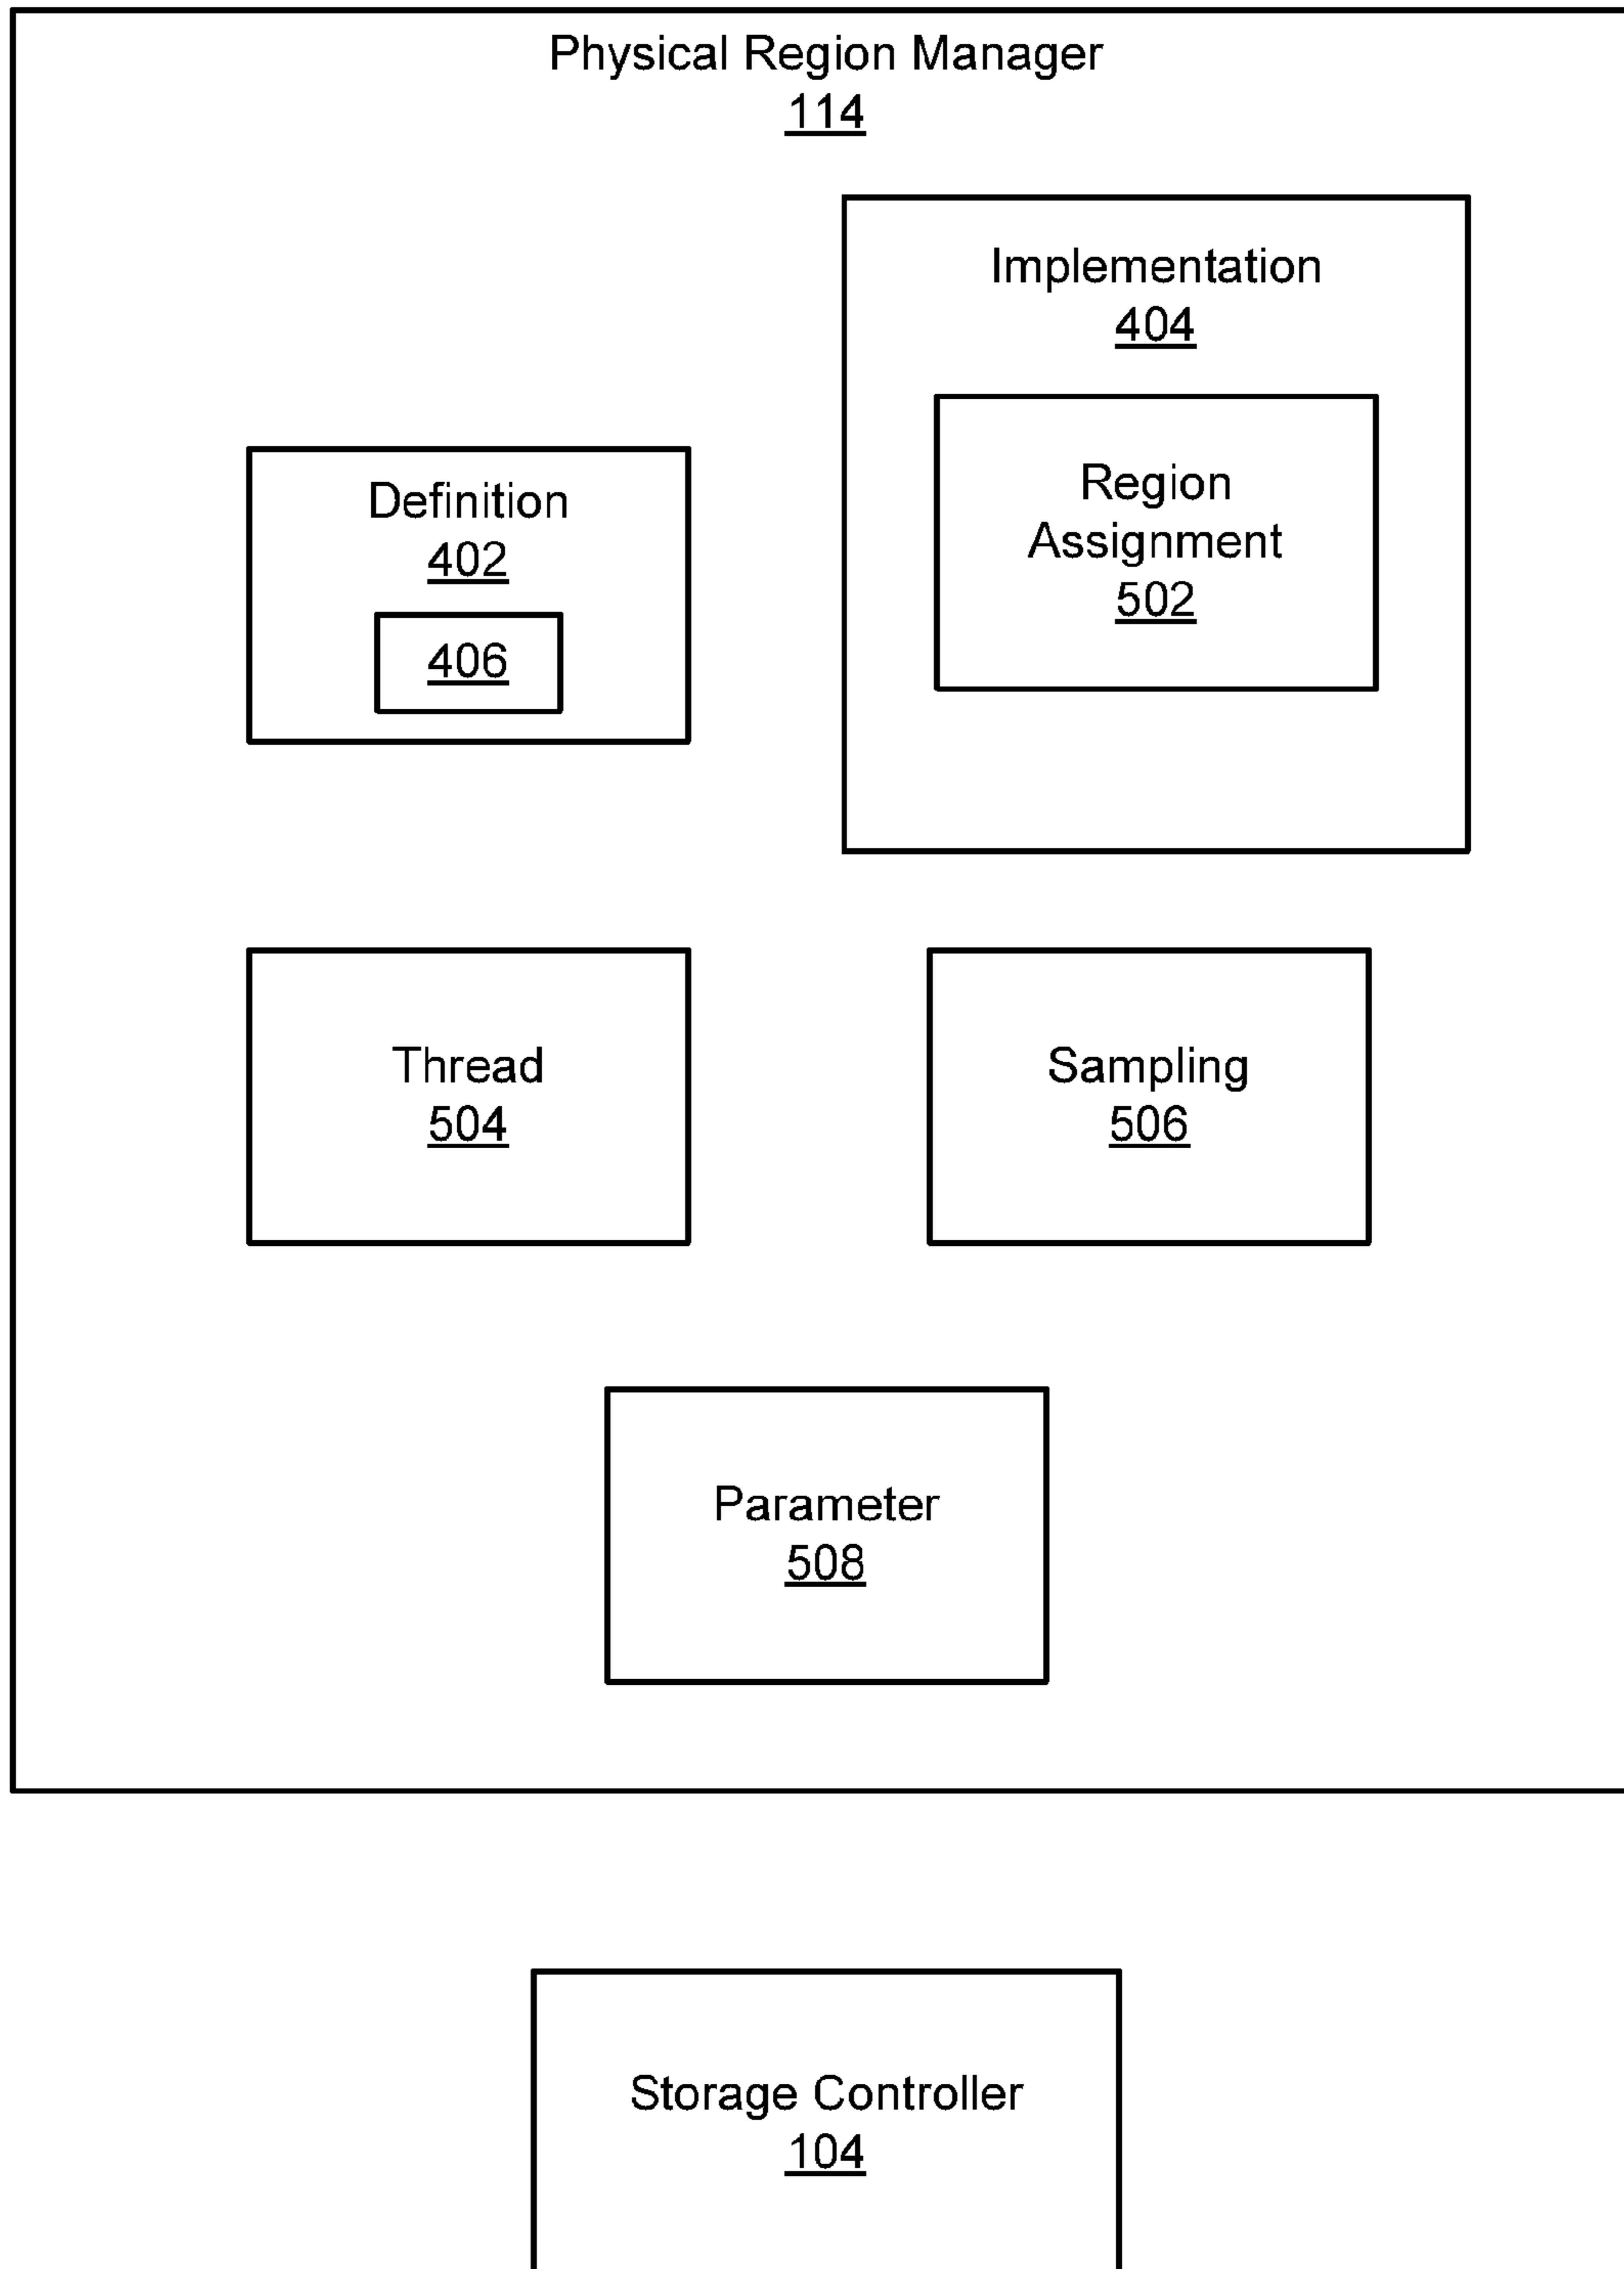 Physical Region Manager
114
Implementation
404
Region
Assignment
502
Definition
402
406
Thread
504
Sampling
506
Parameter
508
Storage Controller
104